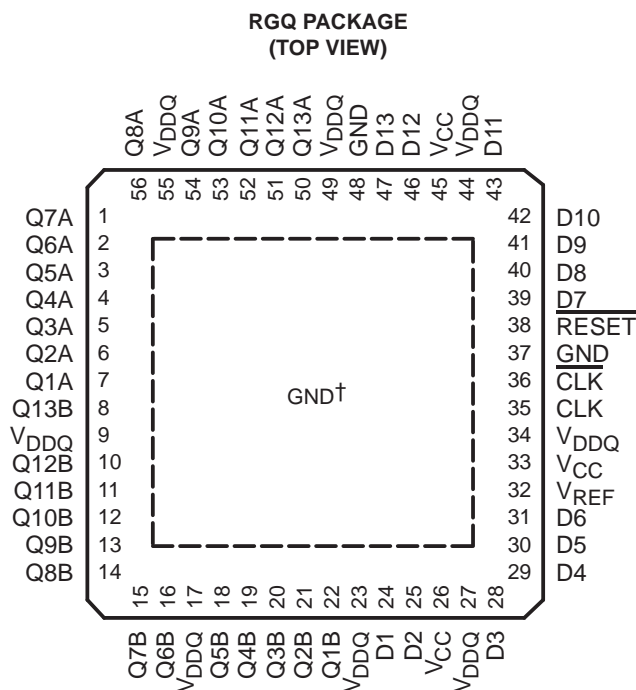 RGQ PACKAGE
(TOP VIEW)
Q8A
VDDQ
Q9A
Q10A
Q11A
Q12A
Q13A
VDDQ
GND
D13
D12
VCC
VDDQ
D11
56
55
54
53
52
51
50
49
48
47
46
45
44
43
Q7A 1
Q6A 2
Q5A 3
Q4A 4
Q3A 5
Q2A 6
Q1A 7
Q13B 8
VDDQ 9
Q12B 10
Q11B 11
Q10B 12
Q9B 13
Q8B 14
GND†
42 D10
41 D9
40 D8
39 D7
38 R̅E̅S̅E̅T̅
37 GND
36 C̅L̅K̅
35 CLK
34 VDDQ
33 VCC
32 VREF
31 D6
30 D5
29 D4
15
16
17
18
19
20
21
22
23
24
25
26
27
28
Q7B
Q6B
VDDQ
Q5B
Q4B
Q3B
Q2B
Q1B
VDDQ
D1
D2
VCC
VDDQ
D3